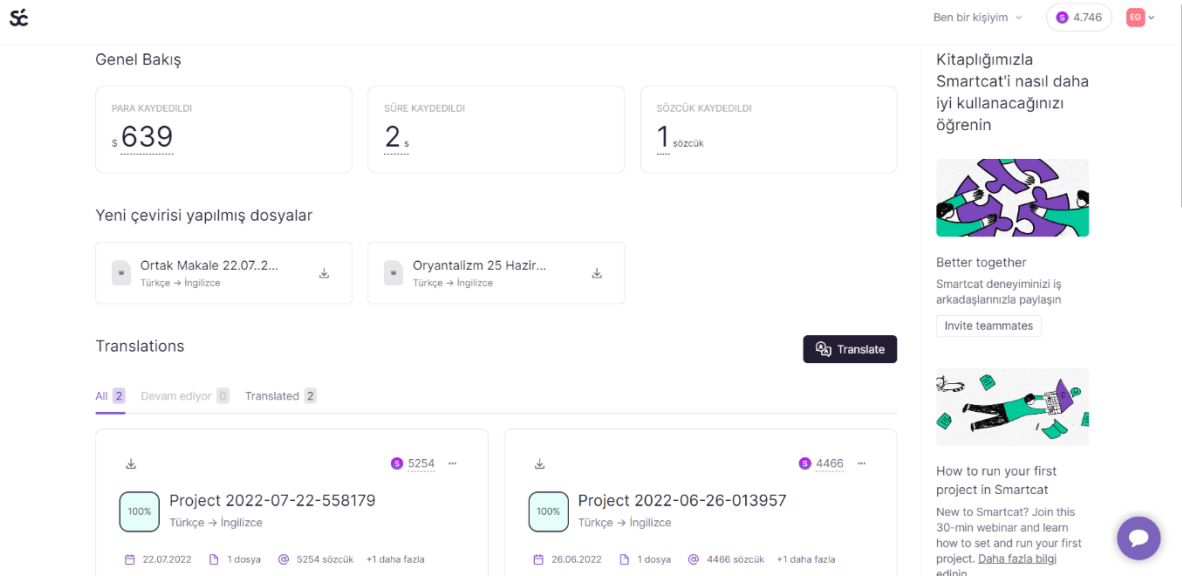 Sć
Ben bir kişiyim
S 4.746
EG
Genel Bakış
PARA KAYDEDILDI
$ 639
SÜRE KAYDEDILDI
2 s
SÖZCÜK KAYDEDILDI
1 sözcük
Yeni çevirisi yapılmış dosyalar
W
Ortak Makale 22.07..2...
Türkçe → İngilizce
W
Oryantalizm 25 Hazir...
Türkçe → İngilizce
Translations
Translate
All 2 Devam ediyor 0 Translated 2
S 5254 ...
100%
Project 2022-07-22-558179
Türkçe → İngilizce
22.07.2022 1 dosya 5254 sözcük +1 daha fazla
S 4466 ...
100%
Project 2022-06-26-013957
Türkçe → İngilizce
26.06.2022 1 dosya 4466 sözcük +1 daha fazla
Kitaplığımızla
Smartcat'i nasıl daha
iyi kullanacağınızı
öğrenin
Better together
Smartcat deneyiminizi iş
arkadaşlarınızla paylaşın
Invite teammates
How to run your first
project in Smartcat
New to Smartcat? Join this
30-min webinar and learn
how to set and run your first
project. Daha fazla bilgi
edinin